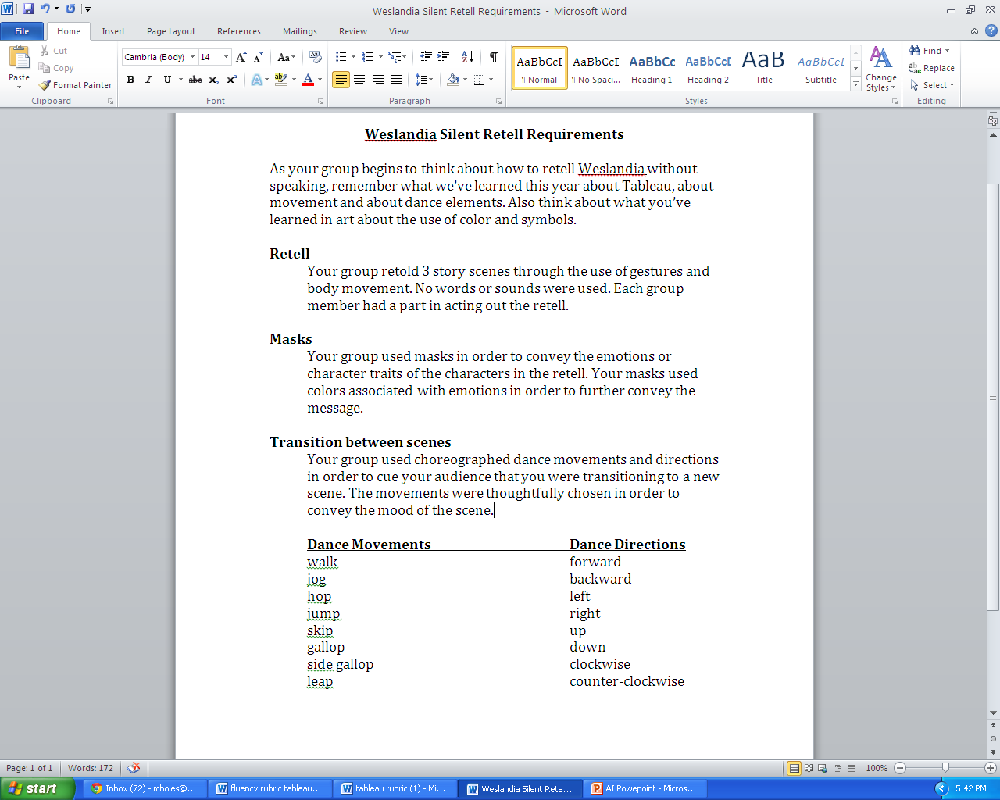 Weslandia Silent Retell Requirements - Microsoft Word
File Home Insert Page Layout References Mailings Review View
Paste
Cut
Copy
Format Painter
Clipboard
Cambria (Body) 14
Font
Paragraph
AaBbCcI AaBbCcI AaBbCc AaBbCcI AaB AaBbCcI
¶ Normal ¶ No Spaci... Heading 1 Heading 2 Title Subtitle
Styles
Change Styles
Find
Replace
Select
Editing
Weslandia Silent Retell Requirements
As your group begins to think about how to retell Weslandia without
speaking, remember what we've learned this year about Tableau, about
movement and about dance elements. Also think about what you've
learned in art about the use of color and symbols.
Retell
Your group retold 3 story scenes through the use of gestures and
body movement. No words or sounds were used. Each group
member had a part in acting out the retell.
Masks
Your group used masks in order to convey the emotions or
character traits of the characters in the retell. Your masks used
colors associated with emotions in order to further convey the
message.
Transition between scenes
Your group used choreographed dance movements and directions
in order to cue your audience that you were transitioning to a new
scene. The movements were thoughtfully chosen in order to
convey the mood of the scene.
Dance Movements Dance Directions
walk forward
jog backward
hop left
jump right
skip up
gallop down
side gallop clockwise
leap counter-clockwise
Page: 1 of 1 Words: 172 100%
start Inbox (72) - mboles@... fluency rubric tableau... tableau rubric (1) - Mi... Weslandia Silent Rete... AI Powepoint - Micros... 5:42 PM